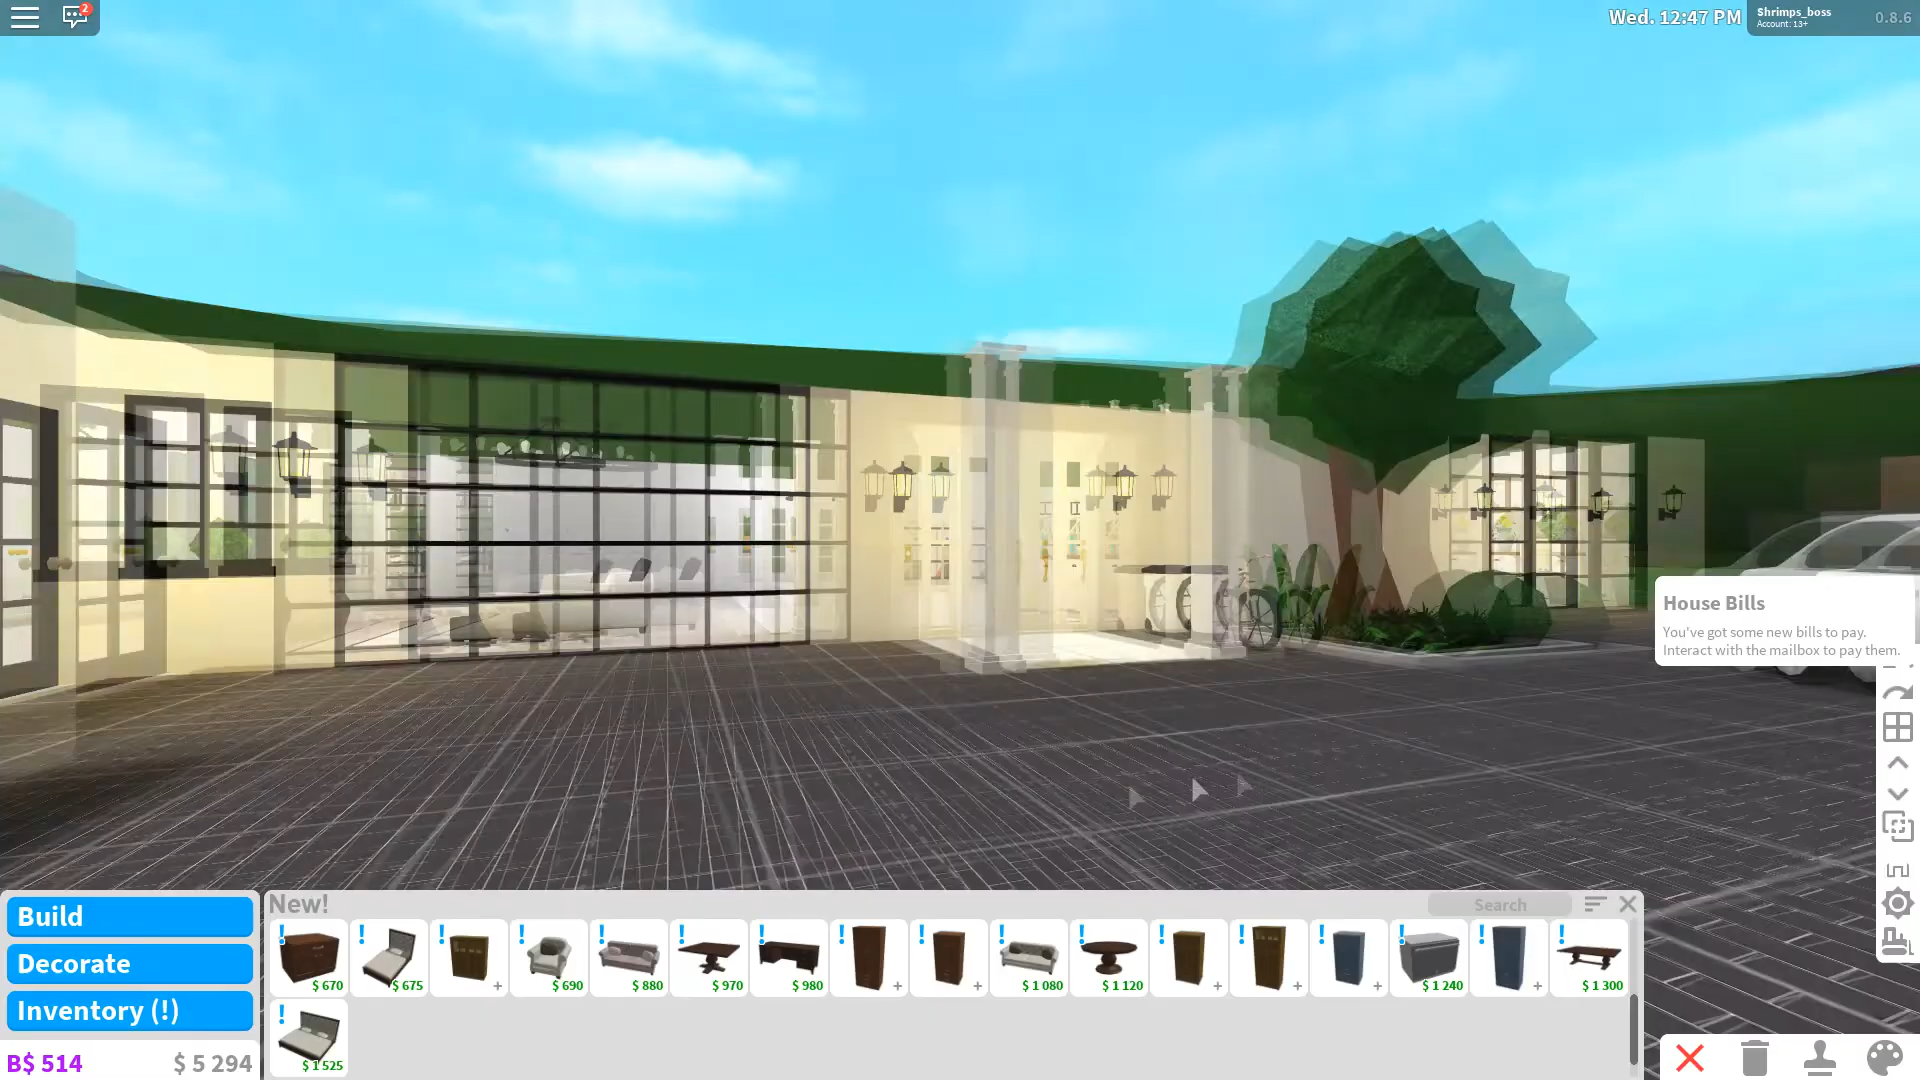 2
Wed. 12:47 PM
Shrimps_boss
Account: 13+
0.8.6
House Bills
You've got some new bills to pay.
Interact with the mailbox to pay them.
Build
Decorate
Inventory (!)
B$ 514
$ 5 294
New!
Search
! ! ! ! ! ! ! ! ! ! ! ! ! ! ! ! !
$ 670
$ 675
+
$ 690
$ 880
$ 970
$ 980
+
+
$ 1 080
$ 1 120
+
+
+
$ 1 240
+
$ 1 300
!
$ 1 525